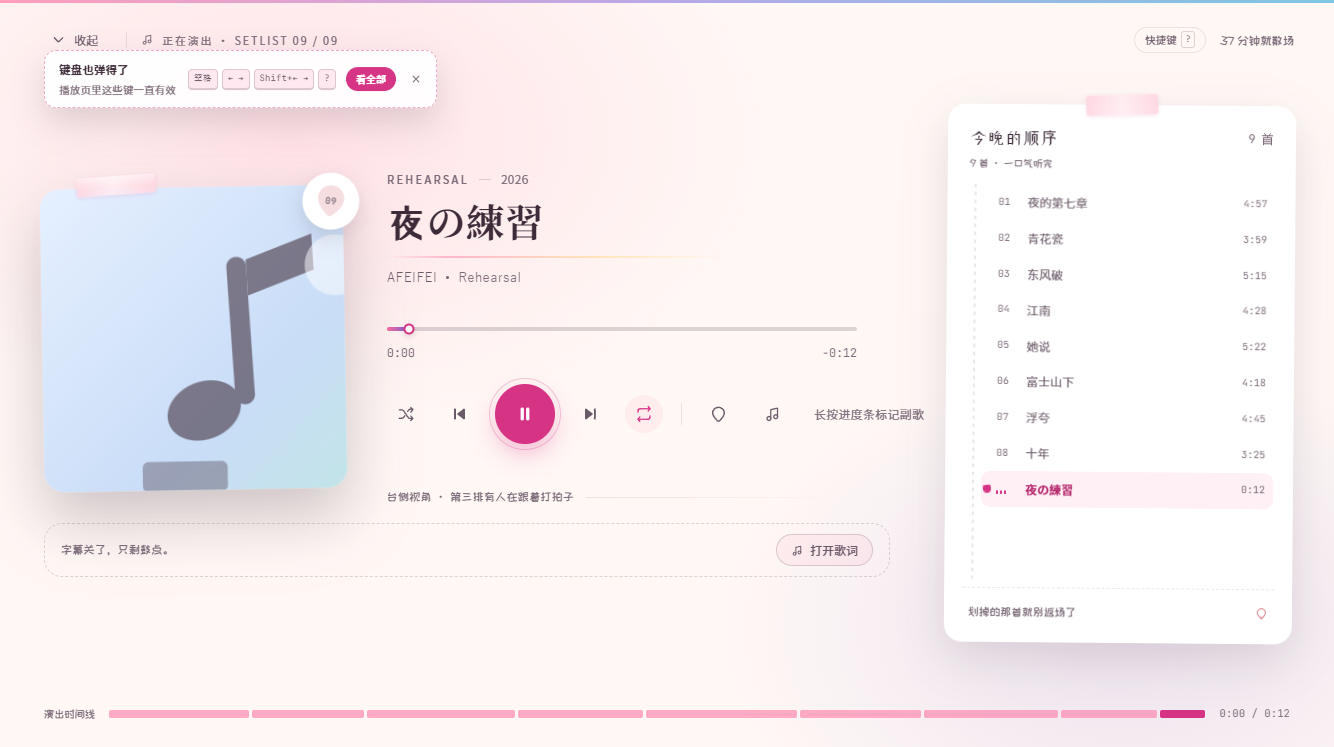 收起
正在演出 • SETLIST 09 / 09
快捷键 ?
37 分钟就散场
键盘也弹得了
播放页里这些键一直有效
空格 ← → Shift+← → ? 看全部 ×
09
REHEARSAL — 2026
夜の練習
AFEIFEI • Rehearsal
0:00 -0:12
长按进度条标记副歌
台侧视角 · 第三排有人在跟着打拍子
字幕关了，只剩鼓点。
打开歌词
今晚的顺序 9 首
9 首 · 一口气听完
01 夜的第七章 4:57
02 青花瓷 3:59
03 东风破 5:15
04 江南 4:28
05 她说 5:22
06 富士山下 4:18
07 浮夸 4:45
08 十年 3:25
夜の練習 0:12
划掉的那首就别返场了
演出时间线
0:00 / 0:12